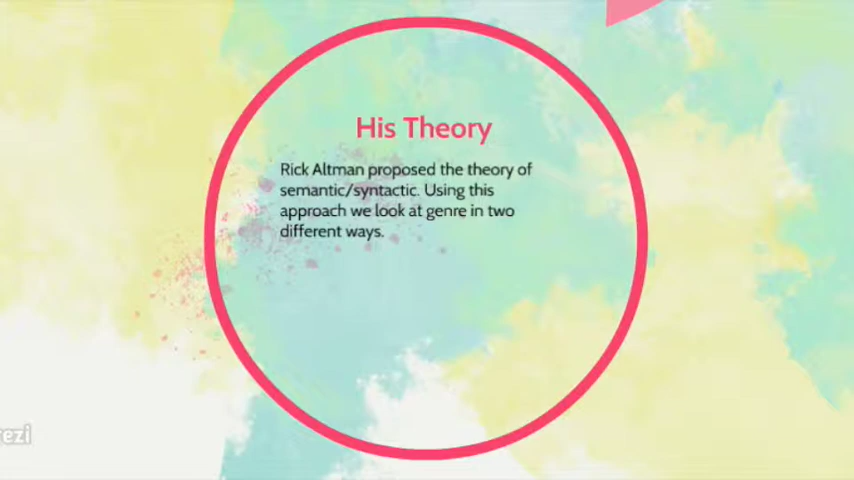 His Theory
Rick Altman proposed the theory of
semantic/syntactic. Using this
approach we look at genre in two
different ways.
rezi